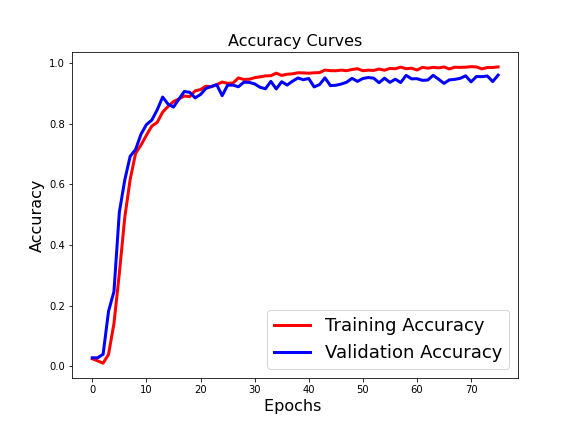 Accuracy Curves
1.0
0.8
0.6
0.4
0.2
0.0
Accuracy
Training Accuracy
Validation Accuracy
0 10 20 30 40 50 60 70
Epochs